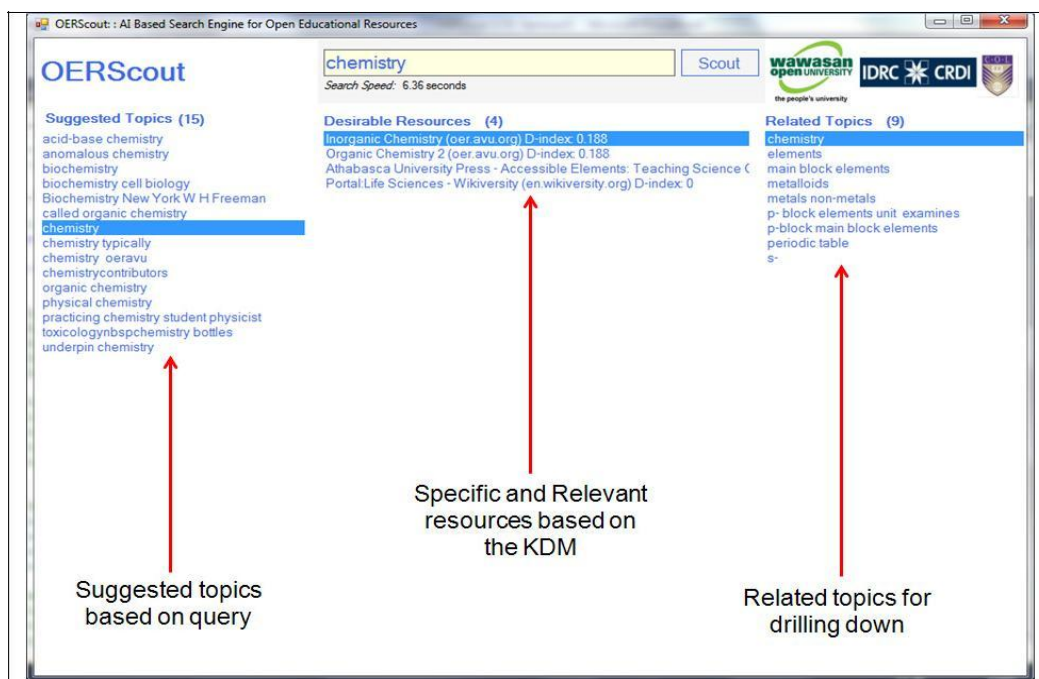 OERScout: : AI Based Search Engine for Open Educational Resources
OERScout
chemistry
Scout
Search Speed: 6.36 seconds
wawasan
open UNIVERSITY
the people's university
IDRC CRDI
C·O·L
Suggested Topics (15)
acid-base chemistry
anomalous chemistry
biochemistry
biochemistry cell biology
Biochemistry New York W H Freeman
called organic chemistry
chemistry
chemistry typically
chemistry oeravu
chemistrycontributors
organic chemistry
physical chemistry
practicing chemistry student physicist
toxicologynbspchemistry bottles
underpin chemistry
Desirable Resources (4)
Inorganic Chemistry (oer.avu.org) D-index: 0.188
Organic Chemistry 2 (oer.avu.org) D-index: 0.188
Athabasca University Press - Accessible Elements: Teaching Science (
Portal:Life Sciences - Wikiversity (en.wikiversity.org) D-index: 0
Related Topics (9)
chemistry
elements
main block elements
metalloids
metals non-metals
p- block elements unit examines
p-block main block elements
periodic table
s-
Suggested topics
based on query
Specific and Relevant
resources based on
the KDM
Related topics for
drilling down